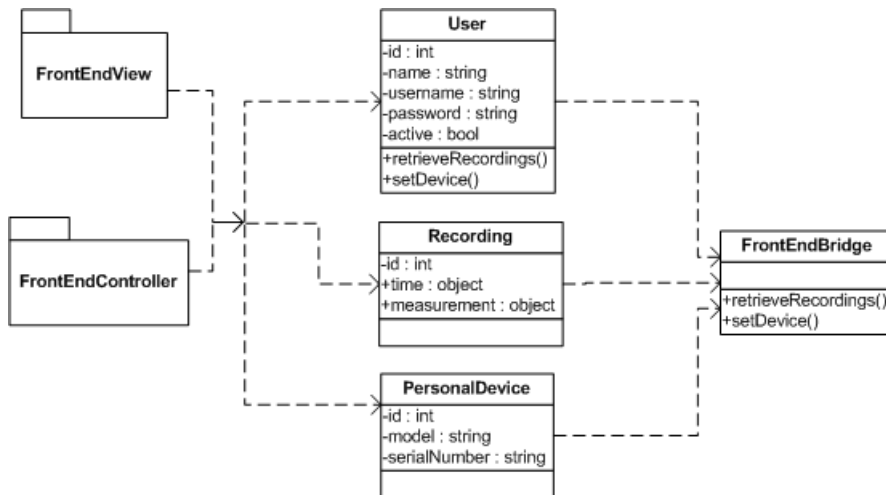 FrontEndView
FrontEndController
User
-id : int
-name : string
-username : string
-password : string
-active : bool
+retrieveRecordings()
+setDevice()
Recording
-id : int
+time : object
+measurement : object
PersonalDevice
-id : int
-model : string
-serialNumber : string
FrontEndBridge
+retrieveRecordings()
+setDevice()